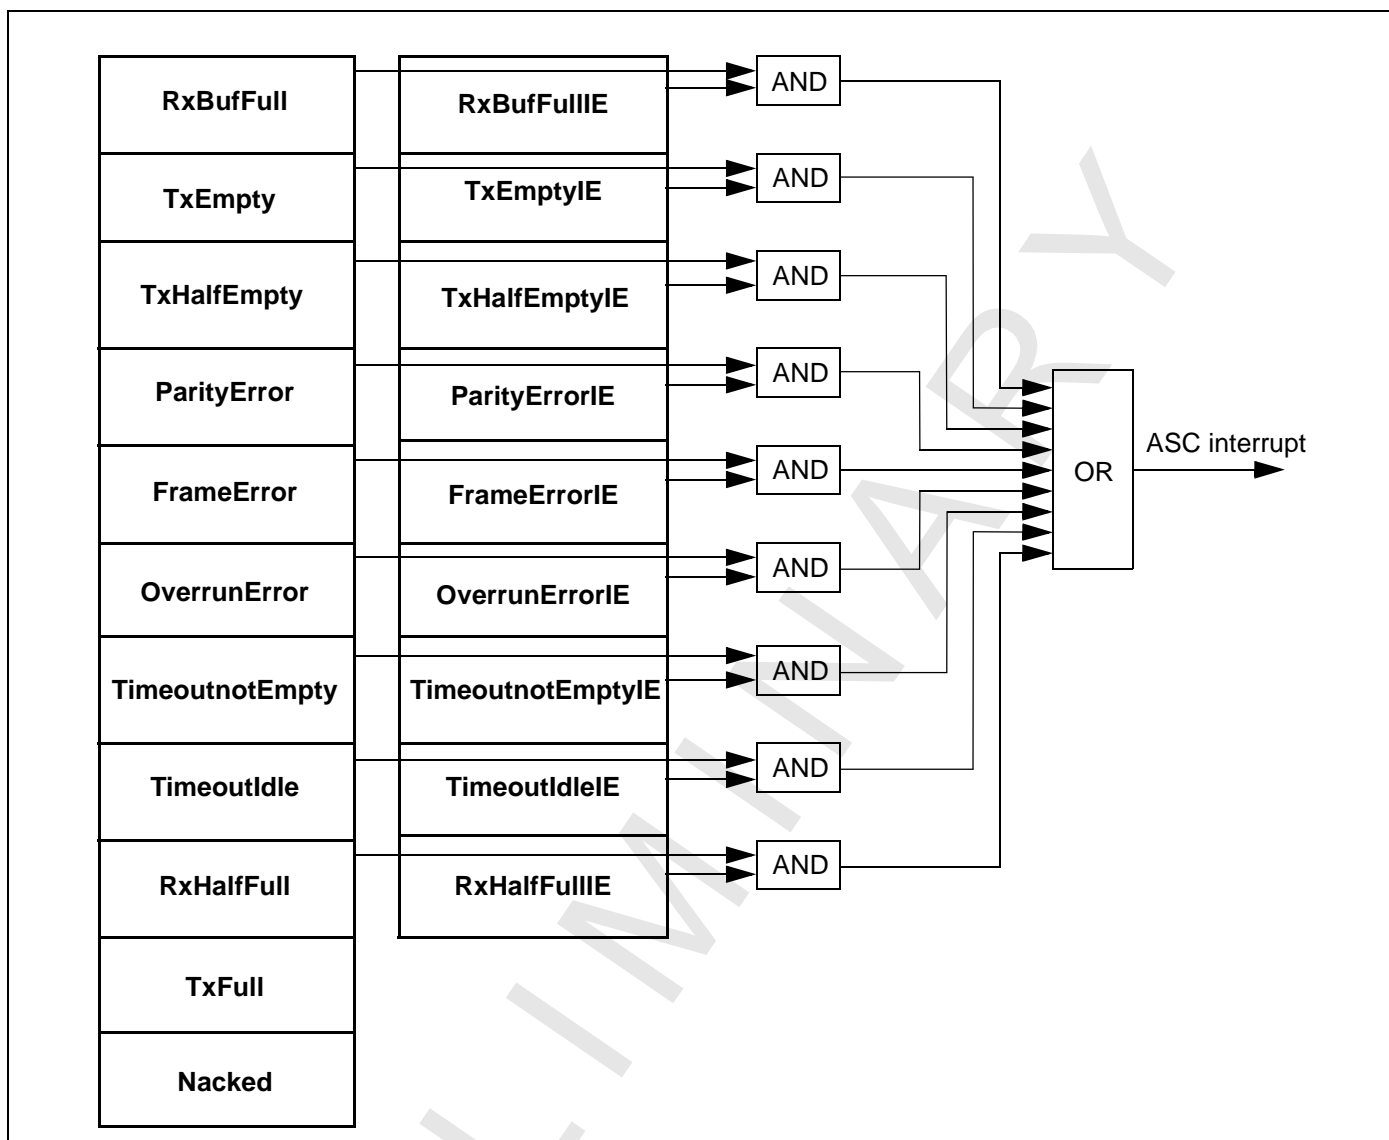 RxBufFull RxBufFullIE AND
TxEmpty TxEmptyIE AND
TxHalfEmpty TxHalfEmptyIE AND
ParityError ParityErrorIE AND
FrameError FrameErrorIE AND
OverrunError OverrunErrorIE AND
TimeoutnotEmpty TimeoutnotEmptyIE AND
TimeoutIdle TimeoutIdleIE AND
RxHalfFull RxHalfFullIE AND
TxFull
Nacked
OR
ASC interrupt
LIMINARY